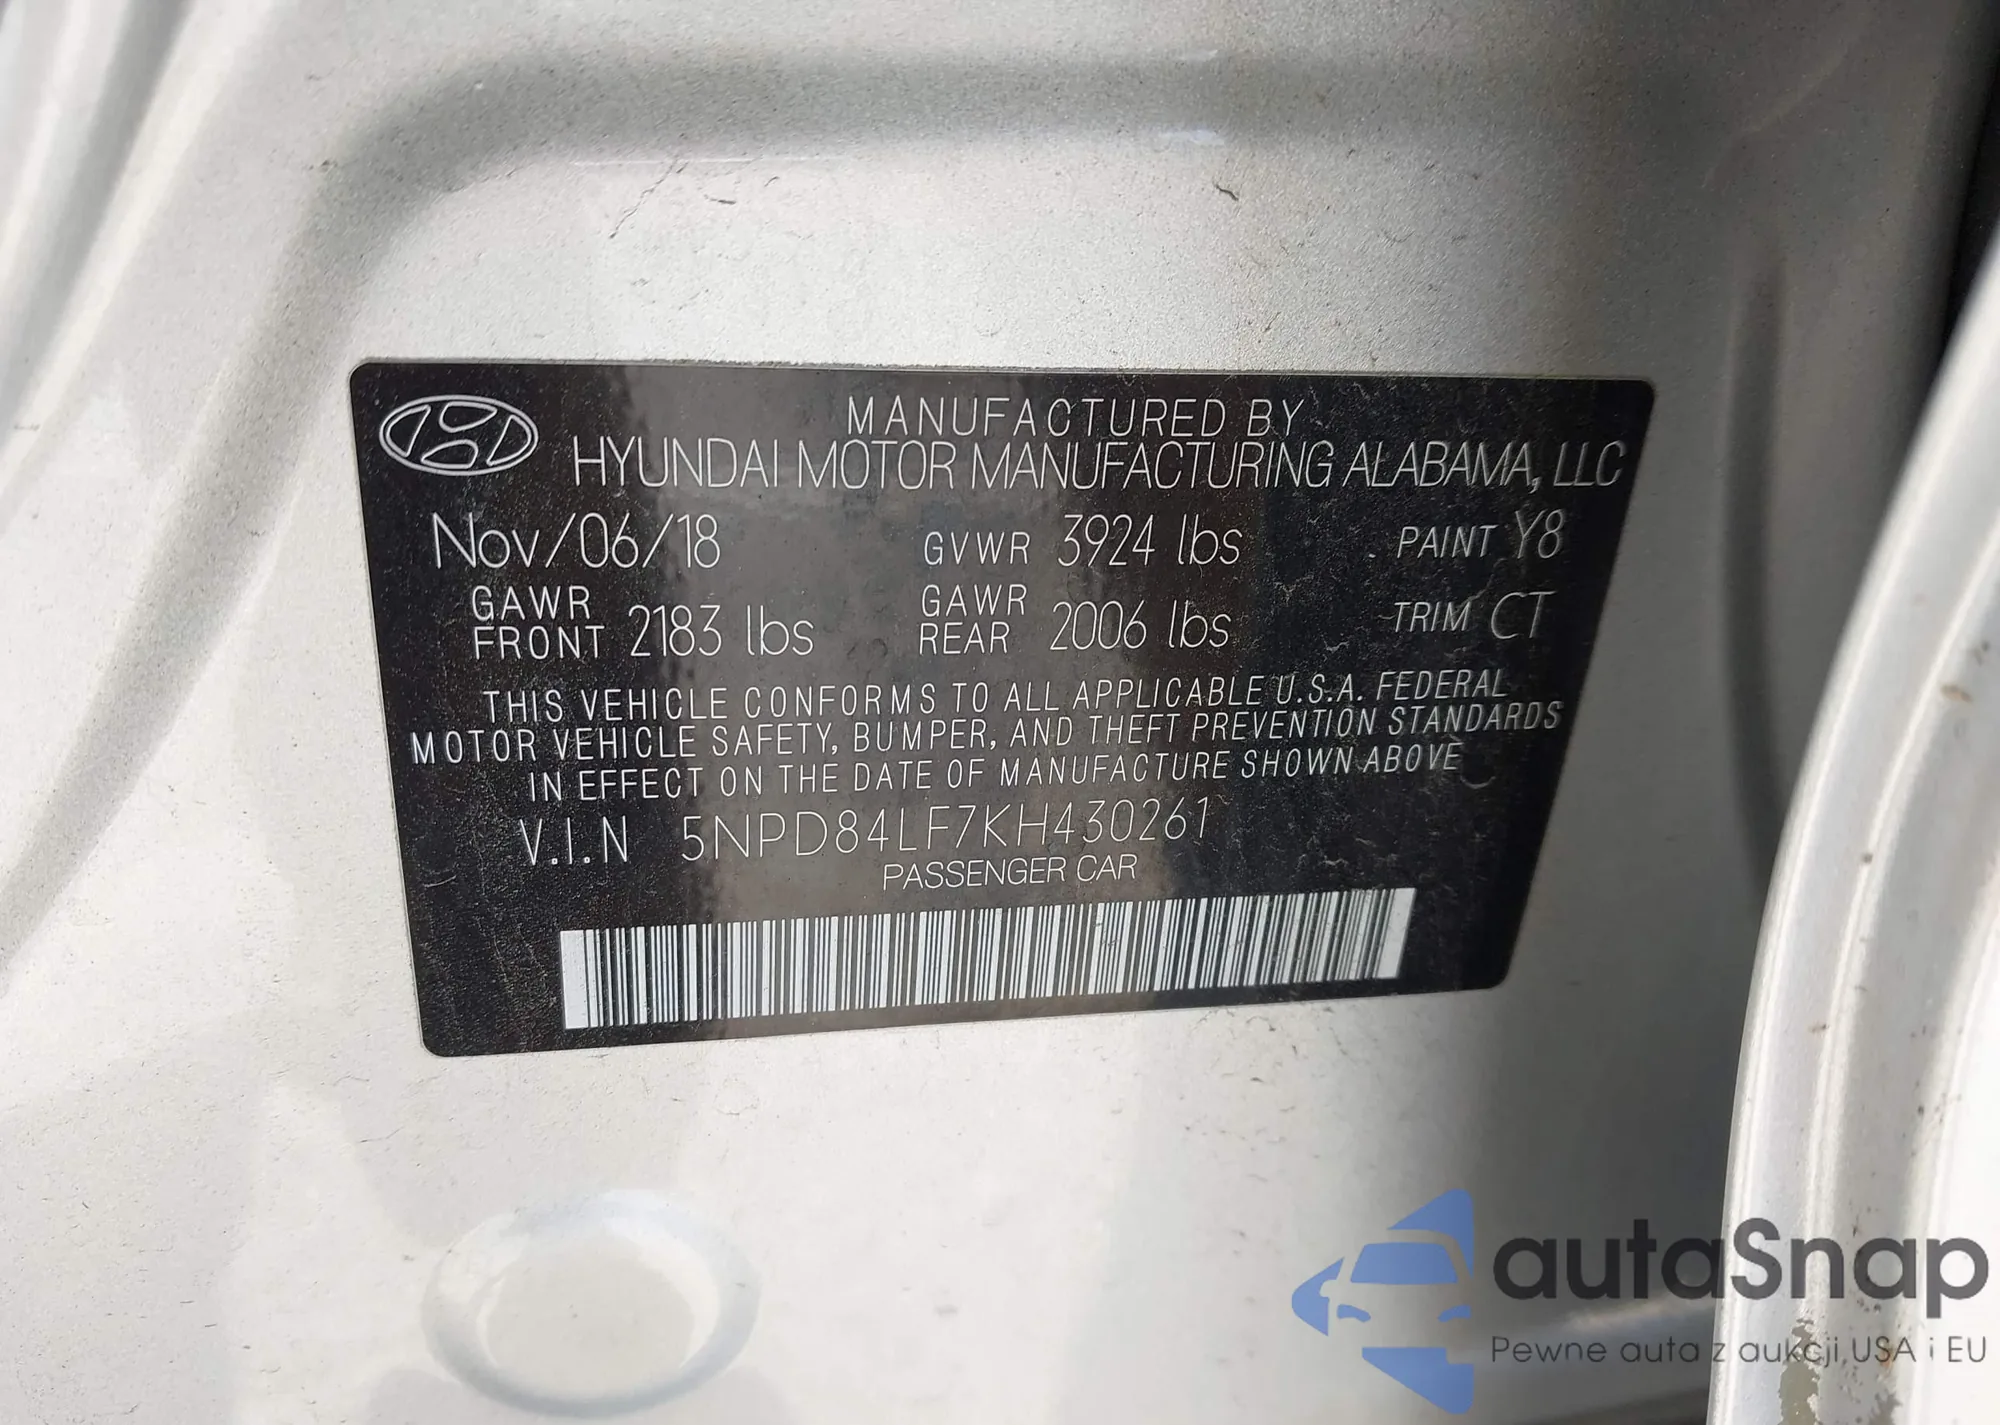 MANUFACTURED BY
HYUNDAI MOTOR MANUFACTURING ALABAMA, LLC
Nov/06/18 GVWR 3924 lbs PAINT Y8
GAWR FRONT 2183 lbs GAWR REAR 2006 lbs TRIM CT
THIS VEHICLE CONFORMS TO ALL APPLICABLE U.S.A. FEDERAL
MOTOR VEHICLE SAFETY, BUMPER, AND THEFT PREVENTION STANDARDS
IN EFFECT ON THE DATE OF MANUFACTURE SHOWN ABOVE
V.I.N 5NPD84LF7KH430261
PASSENGER CAR
autaSnap
Pewne auta z aukcji USA i EU